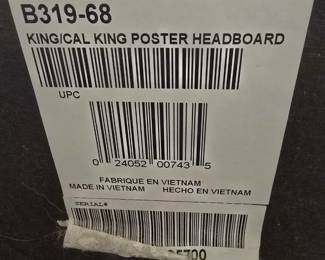 B319-68
KING/CAL KING POSTER HEADBOARD
UPC
0 24052 00743 5
FABRIQUE EN VIETNAM
MADE IN VIETNAM HECHO EN VIETNAM
SERIAL#